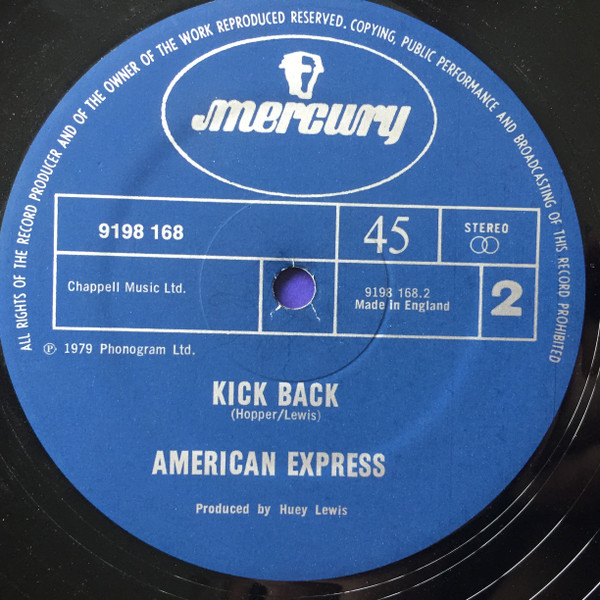 ALL RIGHTS OF THE RECORD PRODUCER AND OF THE OWNER OF THE WORK REPRODUCED RESERVED. COPYING, PUBLIC PERFORMANCE AND BROADCASTING OF THIS RECORD PROHIBITED
mercury
9198 168
45
STEREO
Chappell Music Ltd.
9198 168.2
Made in England
2
℗ 1979 Phonogram Ltd.
KICK BACK
(Hopper/Lewis)
AMERICAN EXPRESS
Produced by Huey Lewis